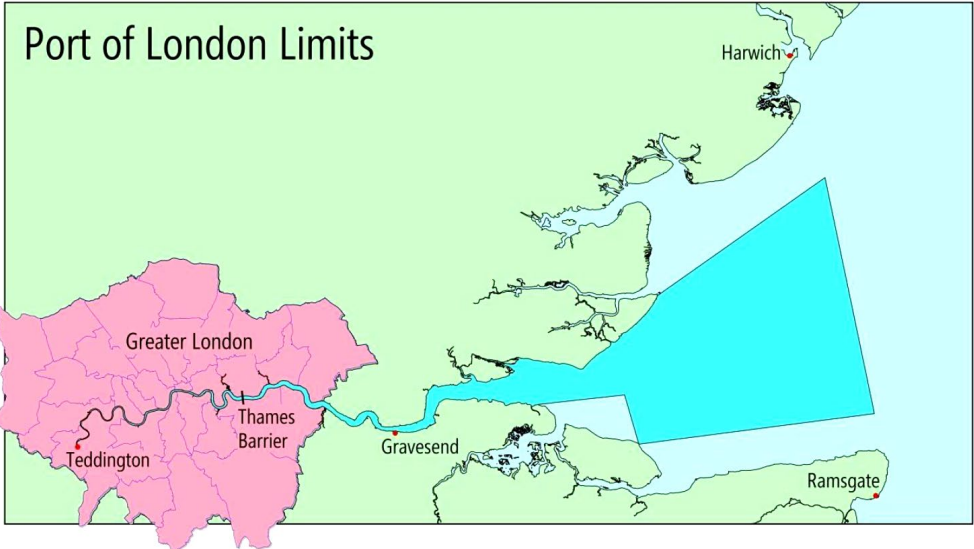 Port of London Limits
Harwich
Greater London
Thames
Barrier
Gravesend
Teddington
Ramsgate